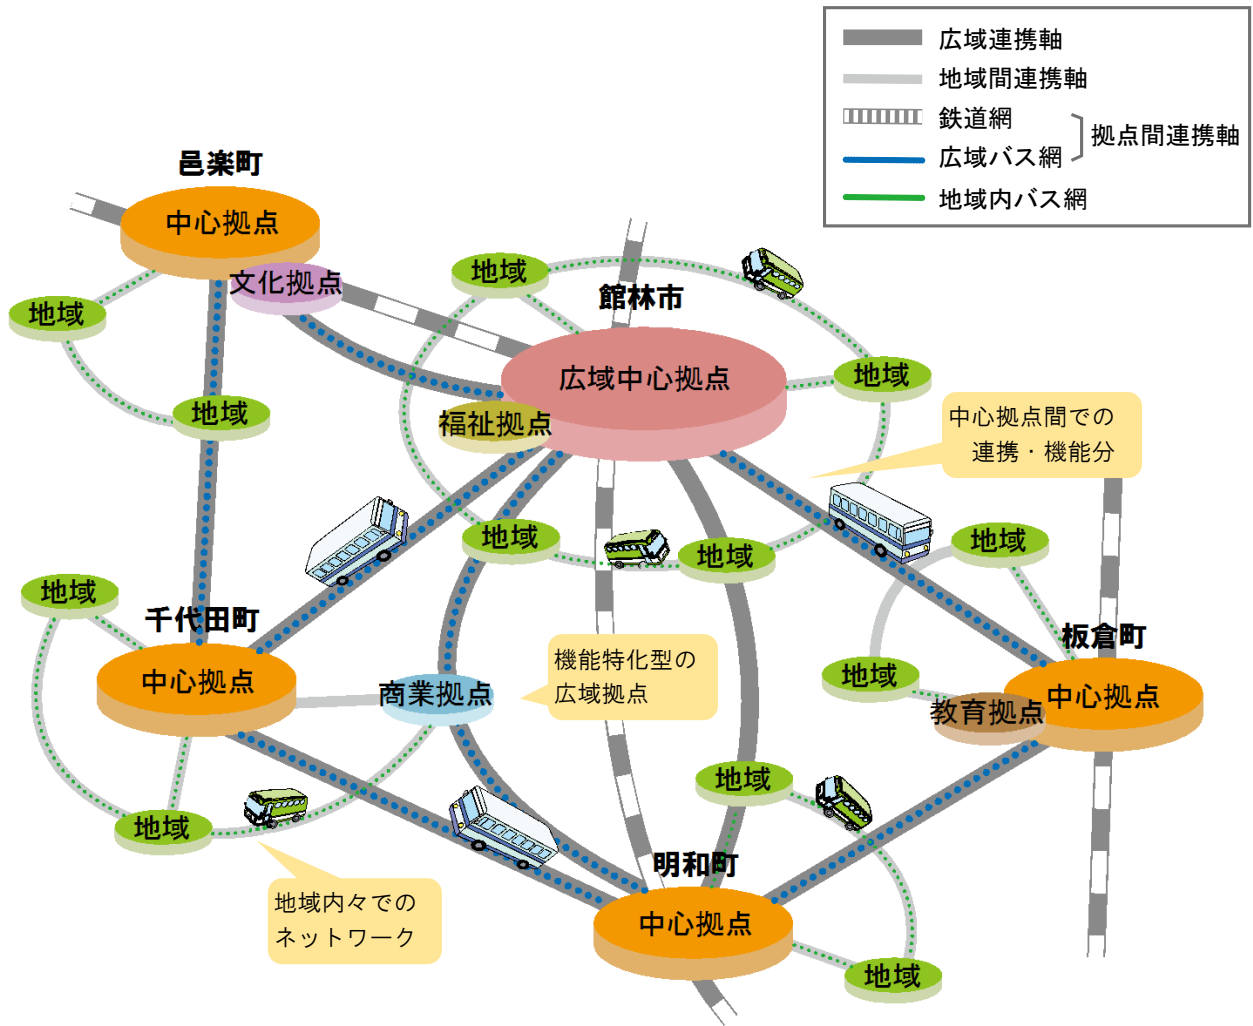 広域連携軸
地域間連携軸
鉄道網
広域バス網
拠点間連携軸
地域内バス網
邑楽町
中心拠点
文化拠点
地域
地域
地域
館林市
広域中心拠点
福祉拠点
地域
中心拠点間での
連携・機能分
地域
地域
地域
地域
千代田町
中心拠点
商業拠点
機能特化型の
広域拠点
板倉町
中心拠点
教育拠点
地域
地域
地域
地域内々での
ネットワーク
明和町
中心拠点
地域